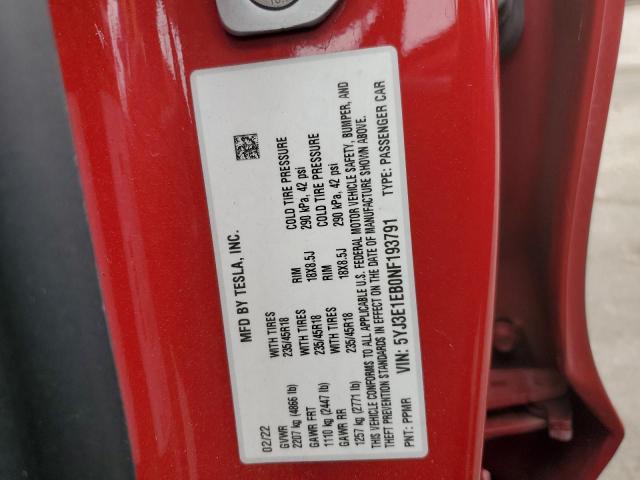 MFD BY TESLA, INC.
02/22
GVWR
2207 kg (4866 lb)
GAWR FRT WITH TIRES RIM COLD TIRE PRESSURE
1110 kg (2447 lb) 235/45R18 18X8.5J 290 kPa, 42 psi
GAWR RR WITH TIRES RIM COLD TIRE PRESSURE
1257 kg (2771 lb) 235/45R18 18X8.5J 290 kPa, 42 psi
THIS VEHICLE CONFORMS TO ALL APPLICABLE U.S. FEDERAL MOTOR VEHICLE SAFETY, BUMPER, AND
THEFT PREVENTION STANDARDS IN EFFECT ON THE DATE OF MANUFACTURE SHOWN ABOVE.
VIN: 5YJ3E1EB0NF193791 TYPE: PASSENGER CAR
PNT: PPMR